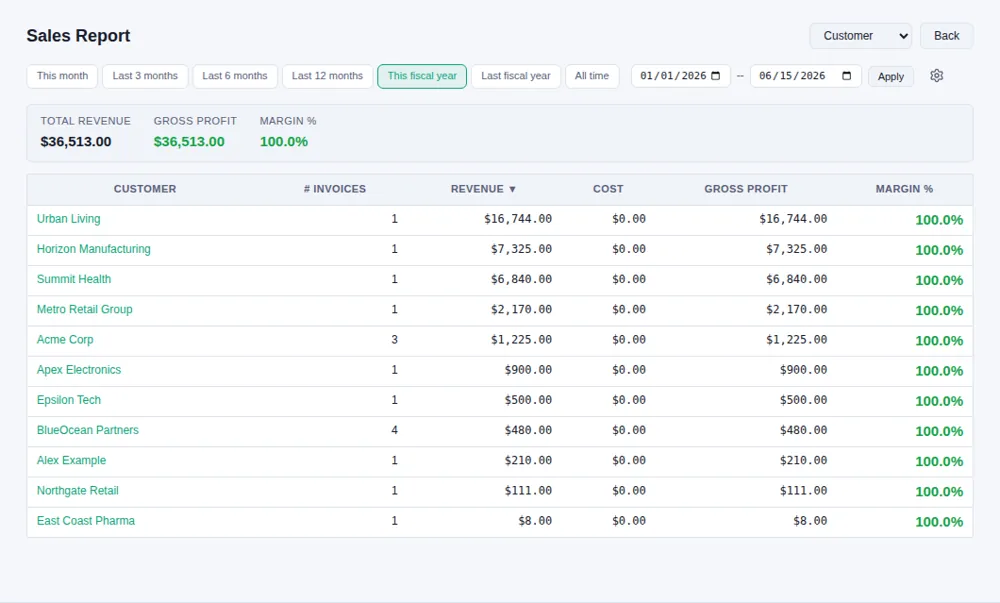 Sales Report
Customer Back
This month Last 3 months Last 6 months Last 12 months This fiscal year Last fiscal year All time 01/01/2026 – 06/15/2026 Apply
TOTAL REVENUE GROSS PROFIT MARGIN %
$36,513.00 $36,513.00 100.0%
CUSTOMER # INVOICES REVENUE ▼ COST GROSS PROFIT MARGIN %
Urban Living 1 $16,744.00 $0.00 $16,744.00 100.0%
Horizon Manufacturing 1 $7,325.00 $0.00 $7,325.00 100.0%
Summit Health 1 $6,840.00 $0.00 $6,840.00 100.0%
Metro Retail Group 1 $2,170.00 $0.00 $2,170.00 100.0%
Acme Corp 3 $1,225.00 $0.00 $1,225.00 100.0%
Apex Electronics 1 $900.00 $0.00 $900.00 100.0%
Epsilon Tech 1 $500.00 $0.00 $500.00 100.0%
BlueOcean Partners 4 $480.00 $0.00 $480.00 100.0%
Alex Example 1 $210.00 $0.00 $210.00 100.0%
Northgate Retail 1 $111.00 $0.00 $111.00 100.0%
East Coast Pharma 1 $8.00 $0.00 $8.00 100.0%